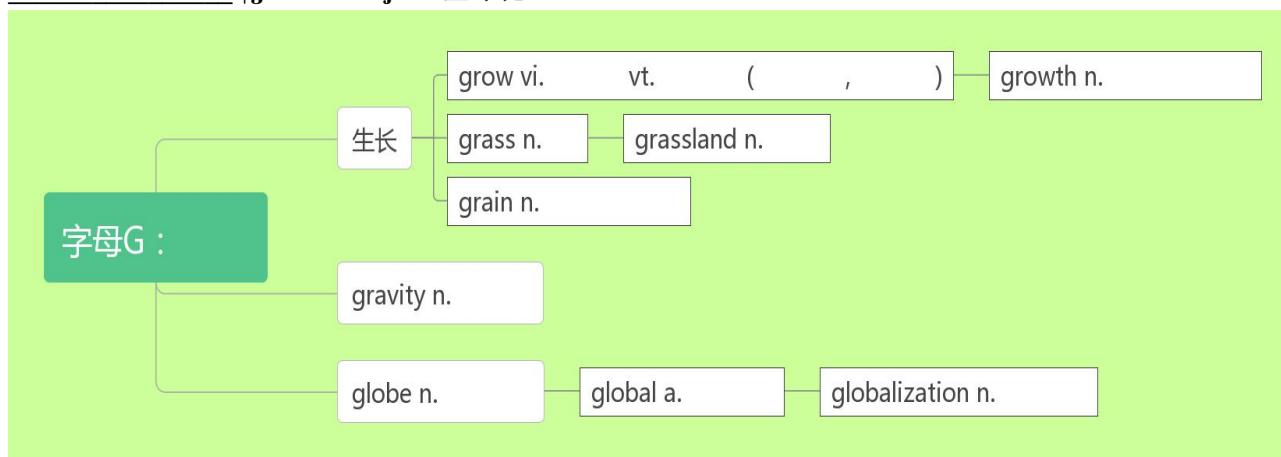 grow vi. vt. ( , ) growth n.
生长
grass n. grassland n.
grain n.
字母G：
gravity n.
globe n. global a. globalization n.